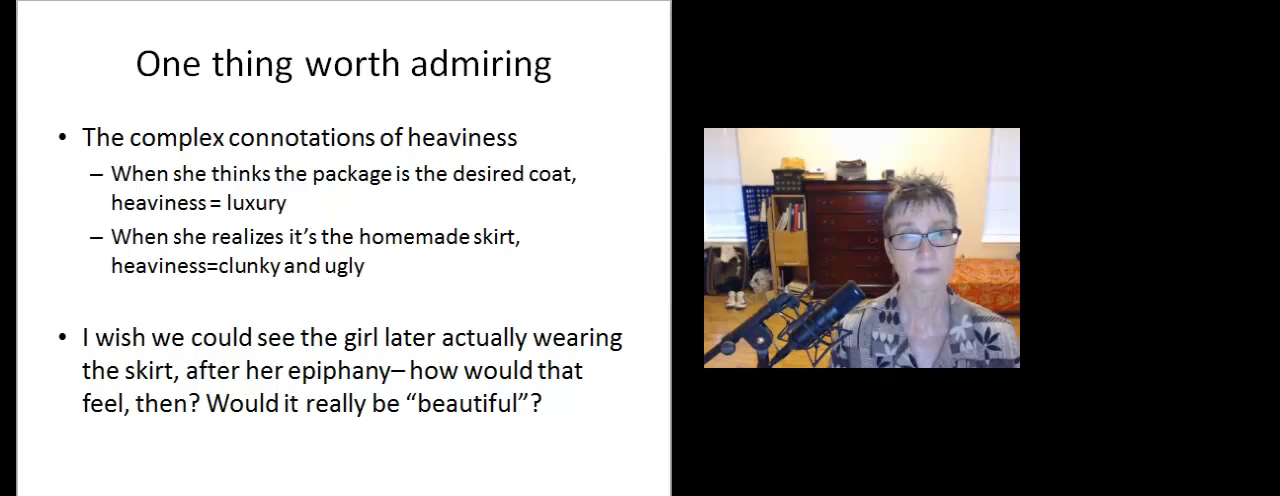 One thing worth admiring
• The complex connotations of heaviness
– When she thinks the package is the desired coat,
heaviness = luxury
– When she realizes it’s the homemade skirt,
heaviness=clunky and ugly
• I wish we could see the girl later actually wearing
the skirt, after her epiphany– how would that
feel, then? Would it really be “beautiful”?